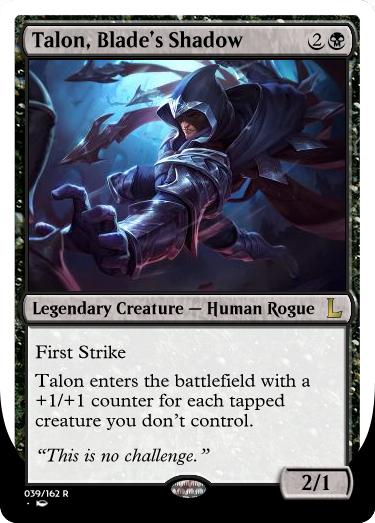 Talon, Blade's Shadow 2
Legendary Creature — Human Rogue L
First Strike
Talon enters the battlefield with a
+1/+1 counter for each tapped
creature you don't control.
“This is no challenge.”
039/162 R
2/1